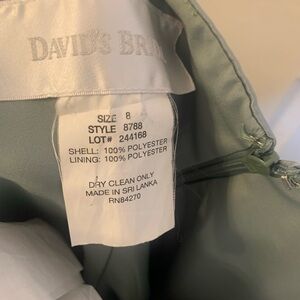 DAVID'S BR
SIZE 8
STYLE 8788
LOT# 244168
SHELL: 100% POLYESTER
LINING: 100% POLYESTER
DRY CLEAN ONLY
MADE IN SRI LANKA
RN84270